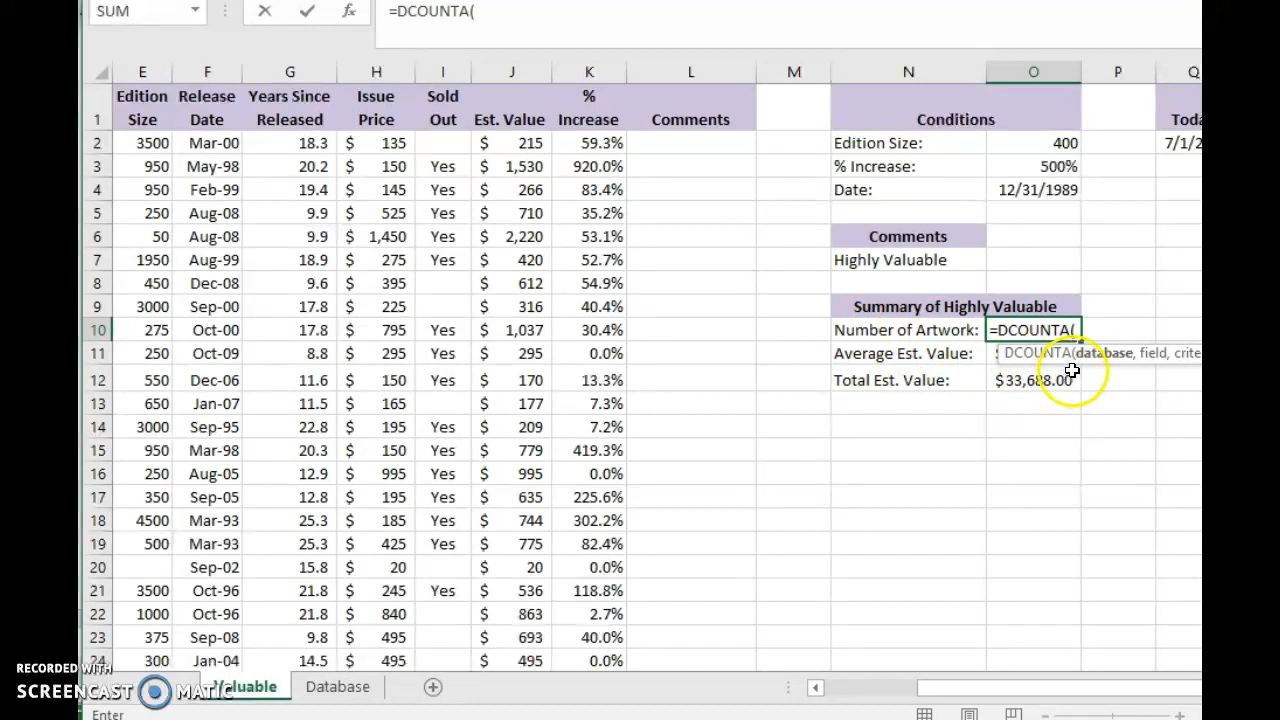 SUM =DCOUNTA(
E F G H I J K L M N O P Q
Edition Release Years Since Issue Sold %
1 Size Date Released Price Out Est. Value Increase Comments Conditions Toda
2 3500 Mar-00 18.3 $ 135 $ 215 59.3% Edition Size: 400 7/1/2
3 950 May-98 20.2 $ 150 Yes $ 1,530 920.0% % Increase: 500%
4 950 Feb-99 19.4 $ 145 Yes $ 266 83.4% Date: 12/31/1989
5 250 Aug-08 9.9 $ 525 Yes $ 710 35.2%
6 50 Aug-08 9.9 $ 1,450 Yes $ 2,220 53.1% Comments
7 1950 Aug-99 18.9 $ 275 Yes $ 420 52.7% Highly Valuable
8 450 Dec-08 9.6 $ 395 $ 612 54.9%
9 3000 Sep-00 17.8 $ 225 $ 316 40.4% Summary of Highly Valuable
10 275 Oct-00 17.8 $ 795 Yes $ 1,037 30.4% Number of Artwork: =DCOUNTA(
11 250 Oct-09 8.8 $ 295 Yes $ 295 0.0% Average Est. Value: $ DCOUNTA(database, field, crite
12 550 Dec-06 11.6 $ 150 Yes $ 170 13.3% Total Est. Value: $33,688.00
13 650 Jan-07 11.5 $ 165 $ 177 7.3%
14 3000 Sep-95 22.8 $ 195 Yes $ 209 7.2%
15 950 Mar-98 20.3 $ 150 Yes $ 779 419.3%
16 250 Aug-05 12.9 $ 995 Yes $ 995 0.0%
17 350 Sep-05 12.8 $ 195 Yes $ 635 225.6%
18 4500 Mar-93 25.3 $ 185 Yes $ 744 302.2%
19 500 Mar-93 25.3 $ 425 Yes $ 775 82.4%
20 Sep-02 15.8 $ 20 $ 20 0.0%
21 3500 Oct-96 21.8 $ 245 Yes $ 536 118.8%
22 1000 Oct-96 21.8 $ 840 $ 863 2.7%
23 375 Sep-08 9.8 $ 495 $ 693 40.0%
24 300 Jan-04 14.5 $ 495 $ 495 0.0%
RECORDED WITH
SCREENCAST MATIC
Valuable Database
Enter